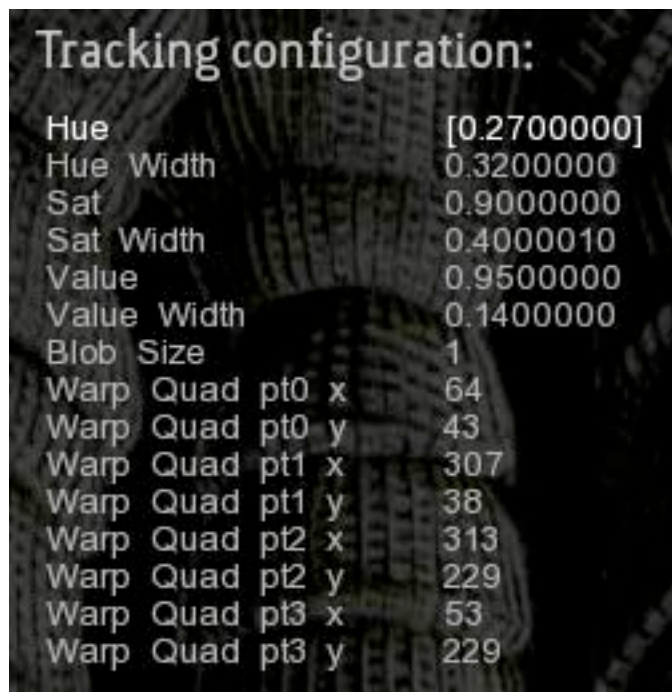 Tracking configuration:
Hue [0.2700000]
Hue Width 0.3200000
Sat 0.9000000
Sat Width 0.4000010
Value 0.9500000
Value Width 0.1400000
Blob Size 1
Warp Quad pt0 x 64
Warp Quad pt0 y 43
Warp Quad pt1 x 307
Warp Quad pt1 y 38
Warp Quad pt2 x 313
Warp Quad pt2 y 229
Warp Quad pt3 x 53
Warp Quad pt3 y 229